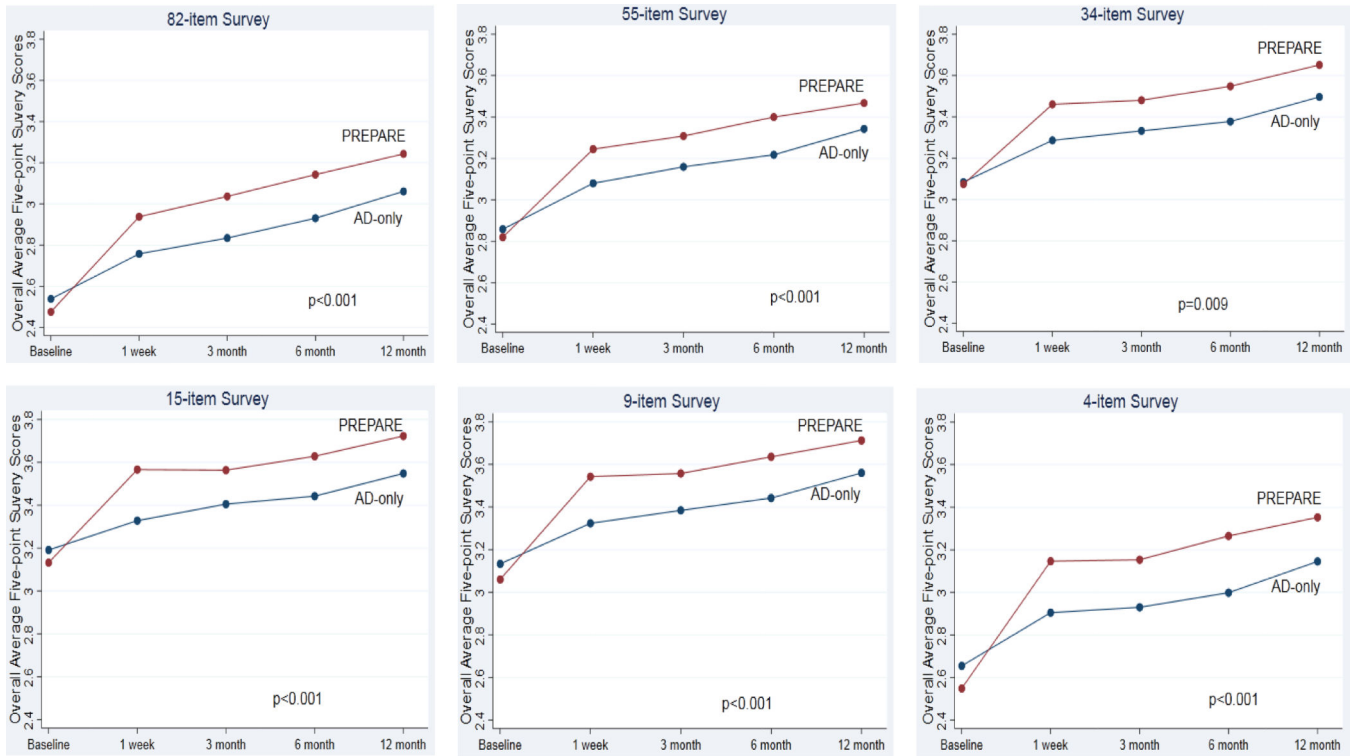 82-item Survey
Overall Average Five-point Suvery Scores
3.8
3.6
3.4
3.2
3
2.8
2.6
2.4
PREPARE
AD-only
p<0.001
Baseline 1 week 3 month 6 month 12 month
55-item Survey
Overall Average Five-point Suvery Scores
3.8
3.6
3.4
3.2
3
2.8
2.6
2.4
PREPARE
AD-only
p<0.001
Baseline 1 week 3 month 6 month 12 month
34-item Survey
Overall Average Five-point Suvery Scores
3.8
3.6
3.4
3.2
3
2.8
2.6
2.4
PREPARE
AD-only
p=0.009
Baseline 1 week 3 month 6 month 12 month
15-item Survey
Overall Average Five-point Suvery Scores
3.8
3.6
3.4
3.2
3
2.8
2.6
2.4
PREPARE
AD-only
p<0.001
Baseline 1 week 3 month 6 month 12 month
9-item Survey
Overall Average Five-point Suvery Scores
3.8
3.6
3.4
3.2
3
2.8
2.6
2.4
PREPARE
AD-only
p<0.001
Baseline 1 week 3 month 6 month 12 month
4-item Survey
Overall Average Five-point Suvery Scores
3.8
3.6
3.4
3.2
3
2.8
2.6
2.4
PREPARE
AD-only
p<0.001
Baseline 1 week 3 month 6 month 12 month